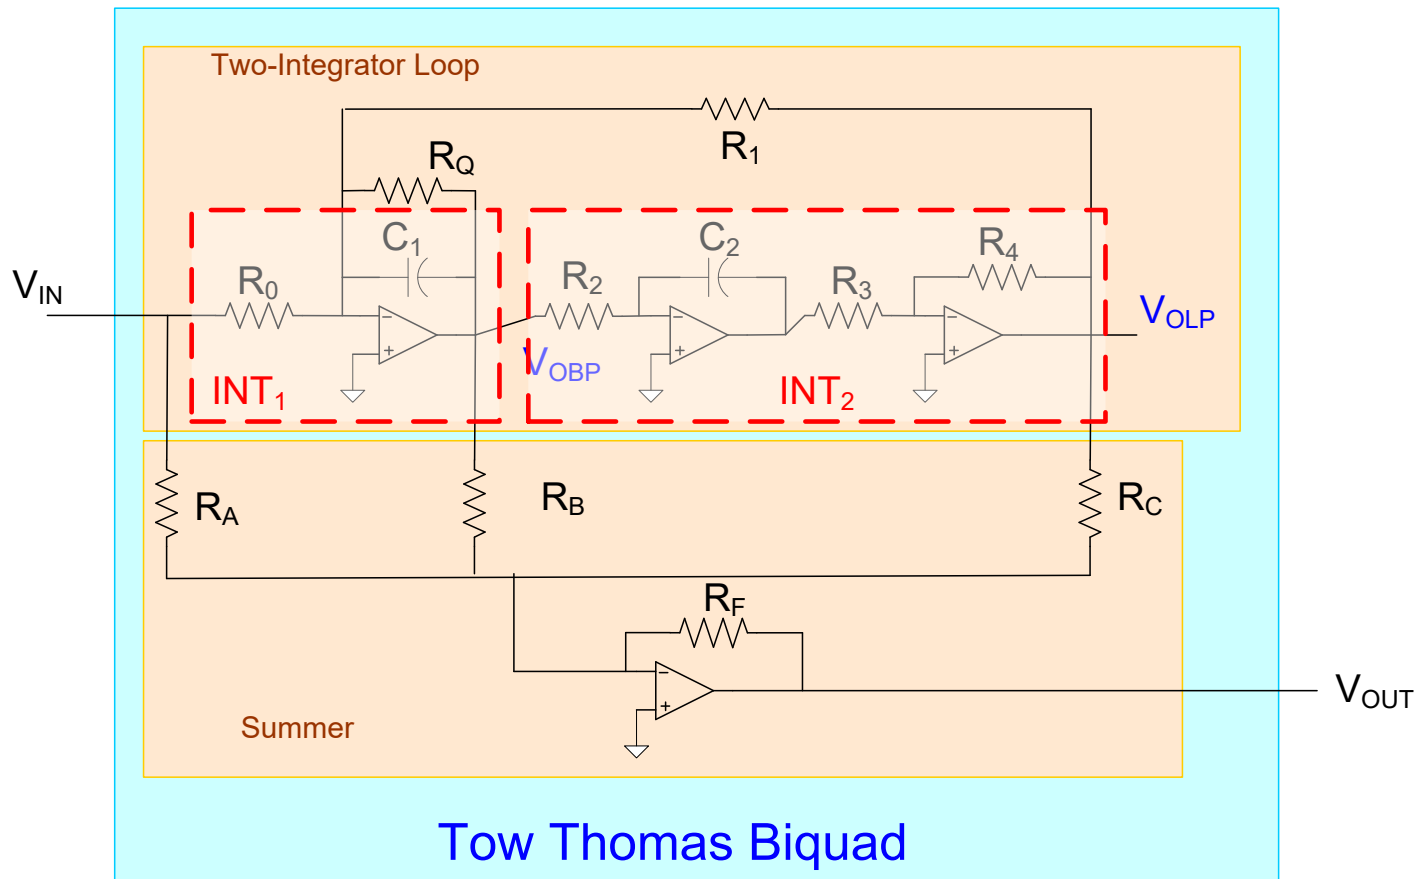 Two-Integrator Loop
R1
RQ
C1
C2
R4
R0
R2
R3
VIN
VOLP
VOBP
INT1
INT2
RA
RB
RC
RF
VOUT
Summer
Tow Thomas Biquad